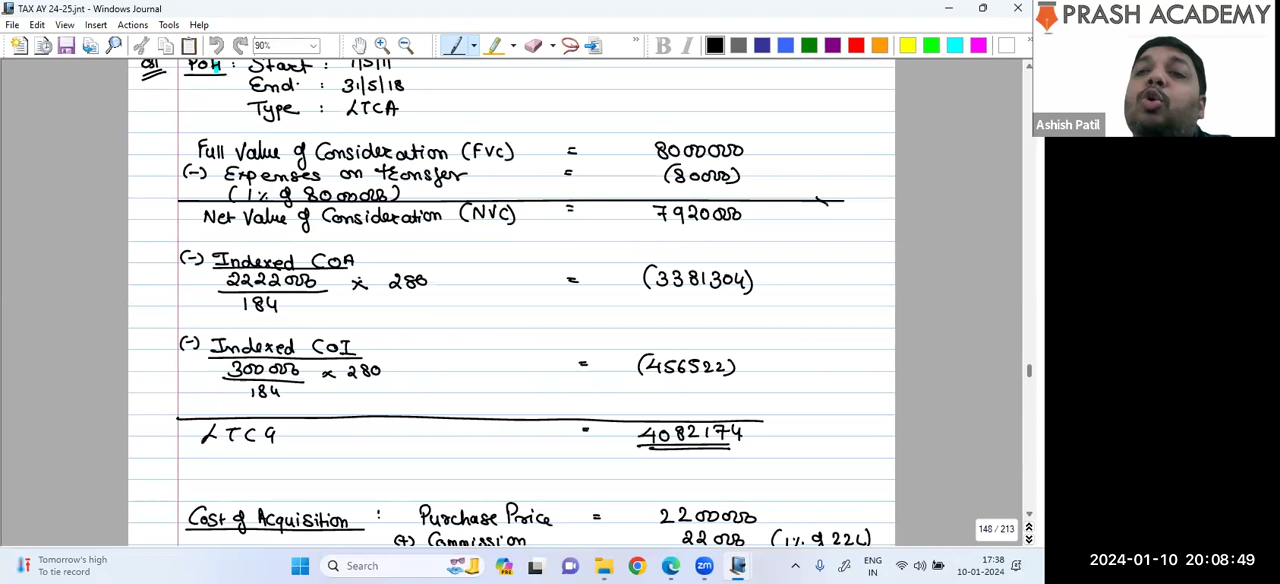 TAX AY 24-25.jnt - Windows Journal
PRASH ACADEMY
File Edit View Insert Actions Tools Help
90%
B I
Q81 POH : Start : 1/5/11
End : 31/5/18
Type : LTCA
Ashish Patil
Full Value of Consideration (FVC) = 8000000
(-) Expenses on transfer = (80000)
(1% of 8000000)
Net Value of Consideration (NVC) = 7920000
(-) Indexed COA
2222000 × 280 = (3381304)
184
(-) Indexed COI
300000 × 280 = (456522)
184
LTCG = 4082174
Cost of Acquisition : Purchase Price = 2200000
(+) Commission 22000 (1% of 22L)
148 / 213
Tomorrow's high
To tie record
Search
ENG
IN
17:38
10-01-2024
2024-01-10 20:08:49